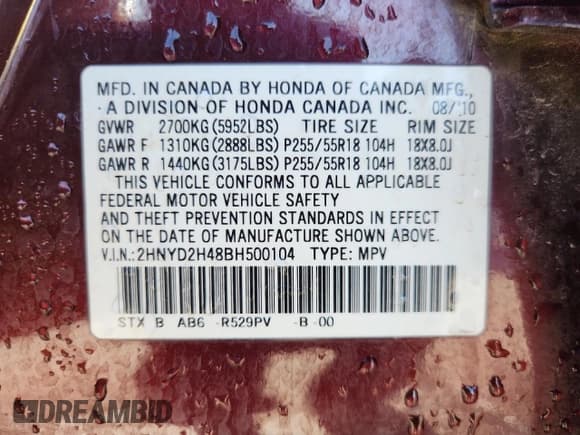 MFD. IN CANADA BY HONDA OF CANADA MFG.,
A DIVISION OF HONDA CANADA INC. 08/'10
GVWR 2700KG(5952LBS) TIRE SIZE RIM SIZE
GAWR F 1310KG(2888LBS) P255/55R18 104H 18X8.0J
GAWR R 1440KG(3175LBS) P255/55R18 104H 18X8.0J
THIS VEHICLE CONFORMS TO ALL APPLICABLE
FEDERAL MOTOR VEHICLE SAFETY
AND THEFT PREVENTION STANDARDS IN EFFECT
ON THE DATE OF MANUFACTURE SHOWN ABOVE.
V.I.N.:2HNYD2H48BH500104 TYPE: MPV
STX B AB6 -R529PV -B-00
DREAMBID